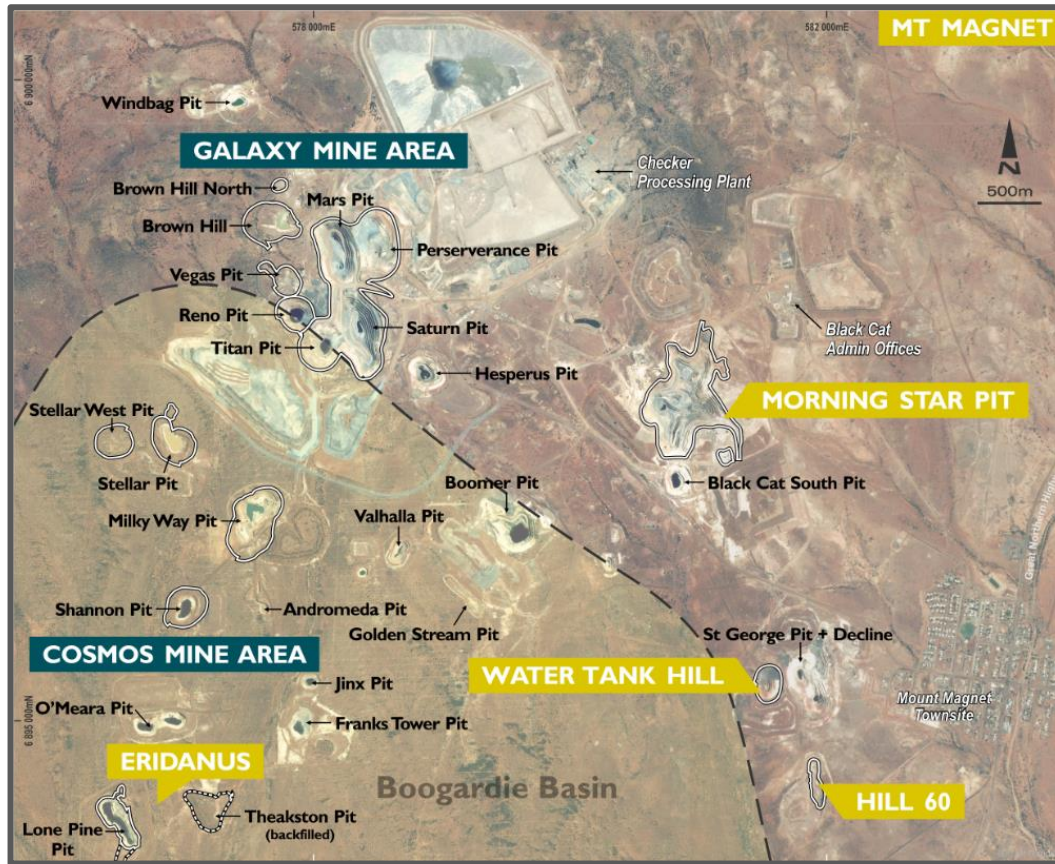 578 000mE
582 000mE
MT MAGNET
6 900 000mN
Windbag Pit
GALAXY MINE AREA
Checker
Processing Plant
N
500m
Brown Hill North
Mars Pit
Brown Hill
Perserverance Pit
Vegas Pit
Reno Pit
Saturn Pit
Titan Pit
Black Cat
Admin Offices
Hesperus Pit
MORNING STAR PIT
Stellar West Pit
Stellar Pit
Black Cat South Pit
Boomer Pit
Milky Way Pit
Valhalla Pit
Great Northern Hwy
Shannon Pit
Andromeda Pit
Golden Stream Pit
St George Pit + Decline
COSMOS MINE AREA
WATER TANK HILL
Jinx Pit
Mount Magnet
Townsite
O'Meara Pit
Franks Tower Pit
6 895 000mN
ERIDANUS
Boogardie Basin
HILL 60
Theakston Pit
(backfilled)
Lone Pine
Pit